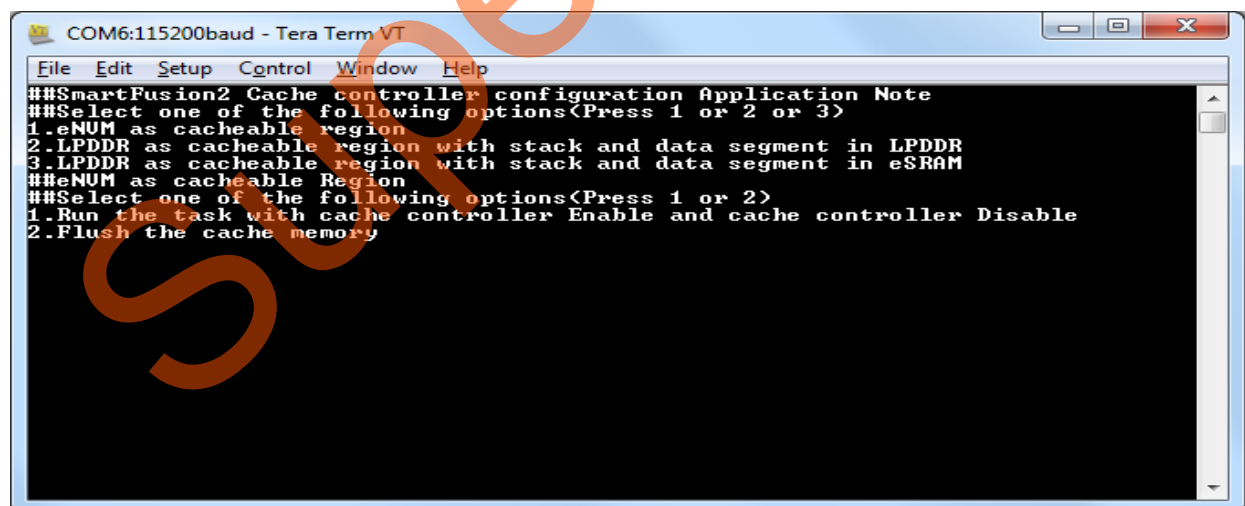 COM6:115200baud - Tera Term VT
File Edit Setup Control Window Help
##SmartFusion2 Cache controller configuration Application Note
##Select one of the following options(Press 1 or 2 or 3)
1.eNVM as cacheable region
2.LPDDR as cacheable region with stack and data segment in LPDDR
3.LPDDR as cacheable region with stack and data segment in eSRAM
##eNVM as cacheable Region
##Select one of the following options(Press 1 or 2)
1.Run the task with cache controller Enable and cache controller Disable
2.Flush the cache memory
Supe